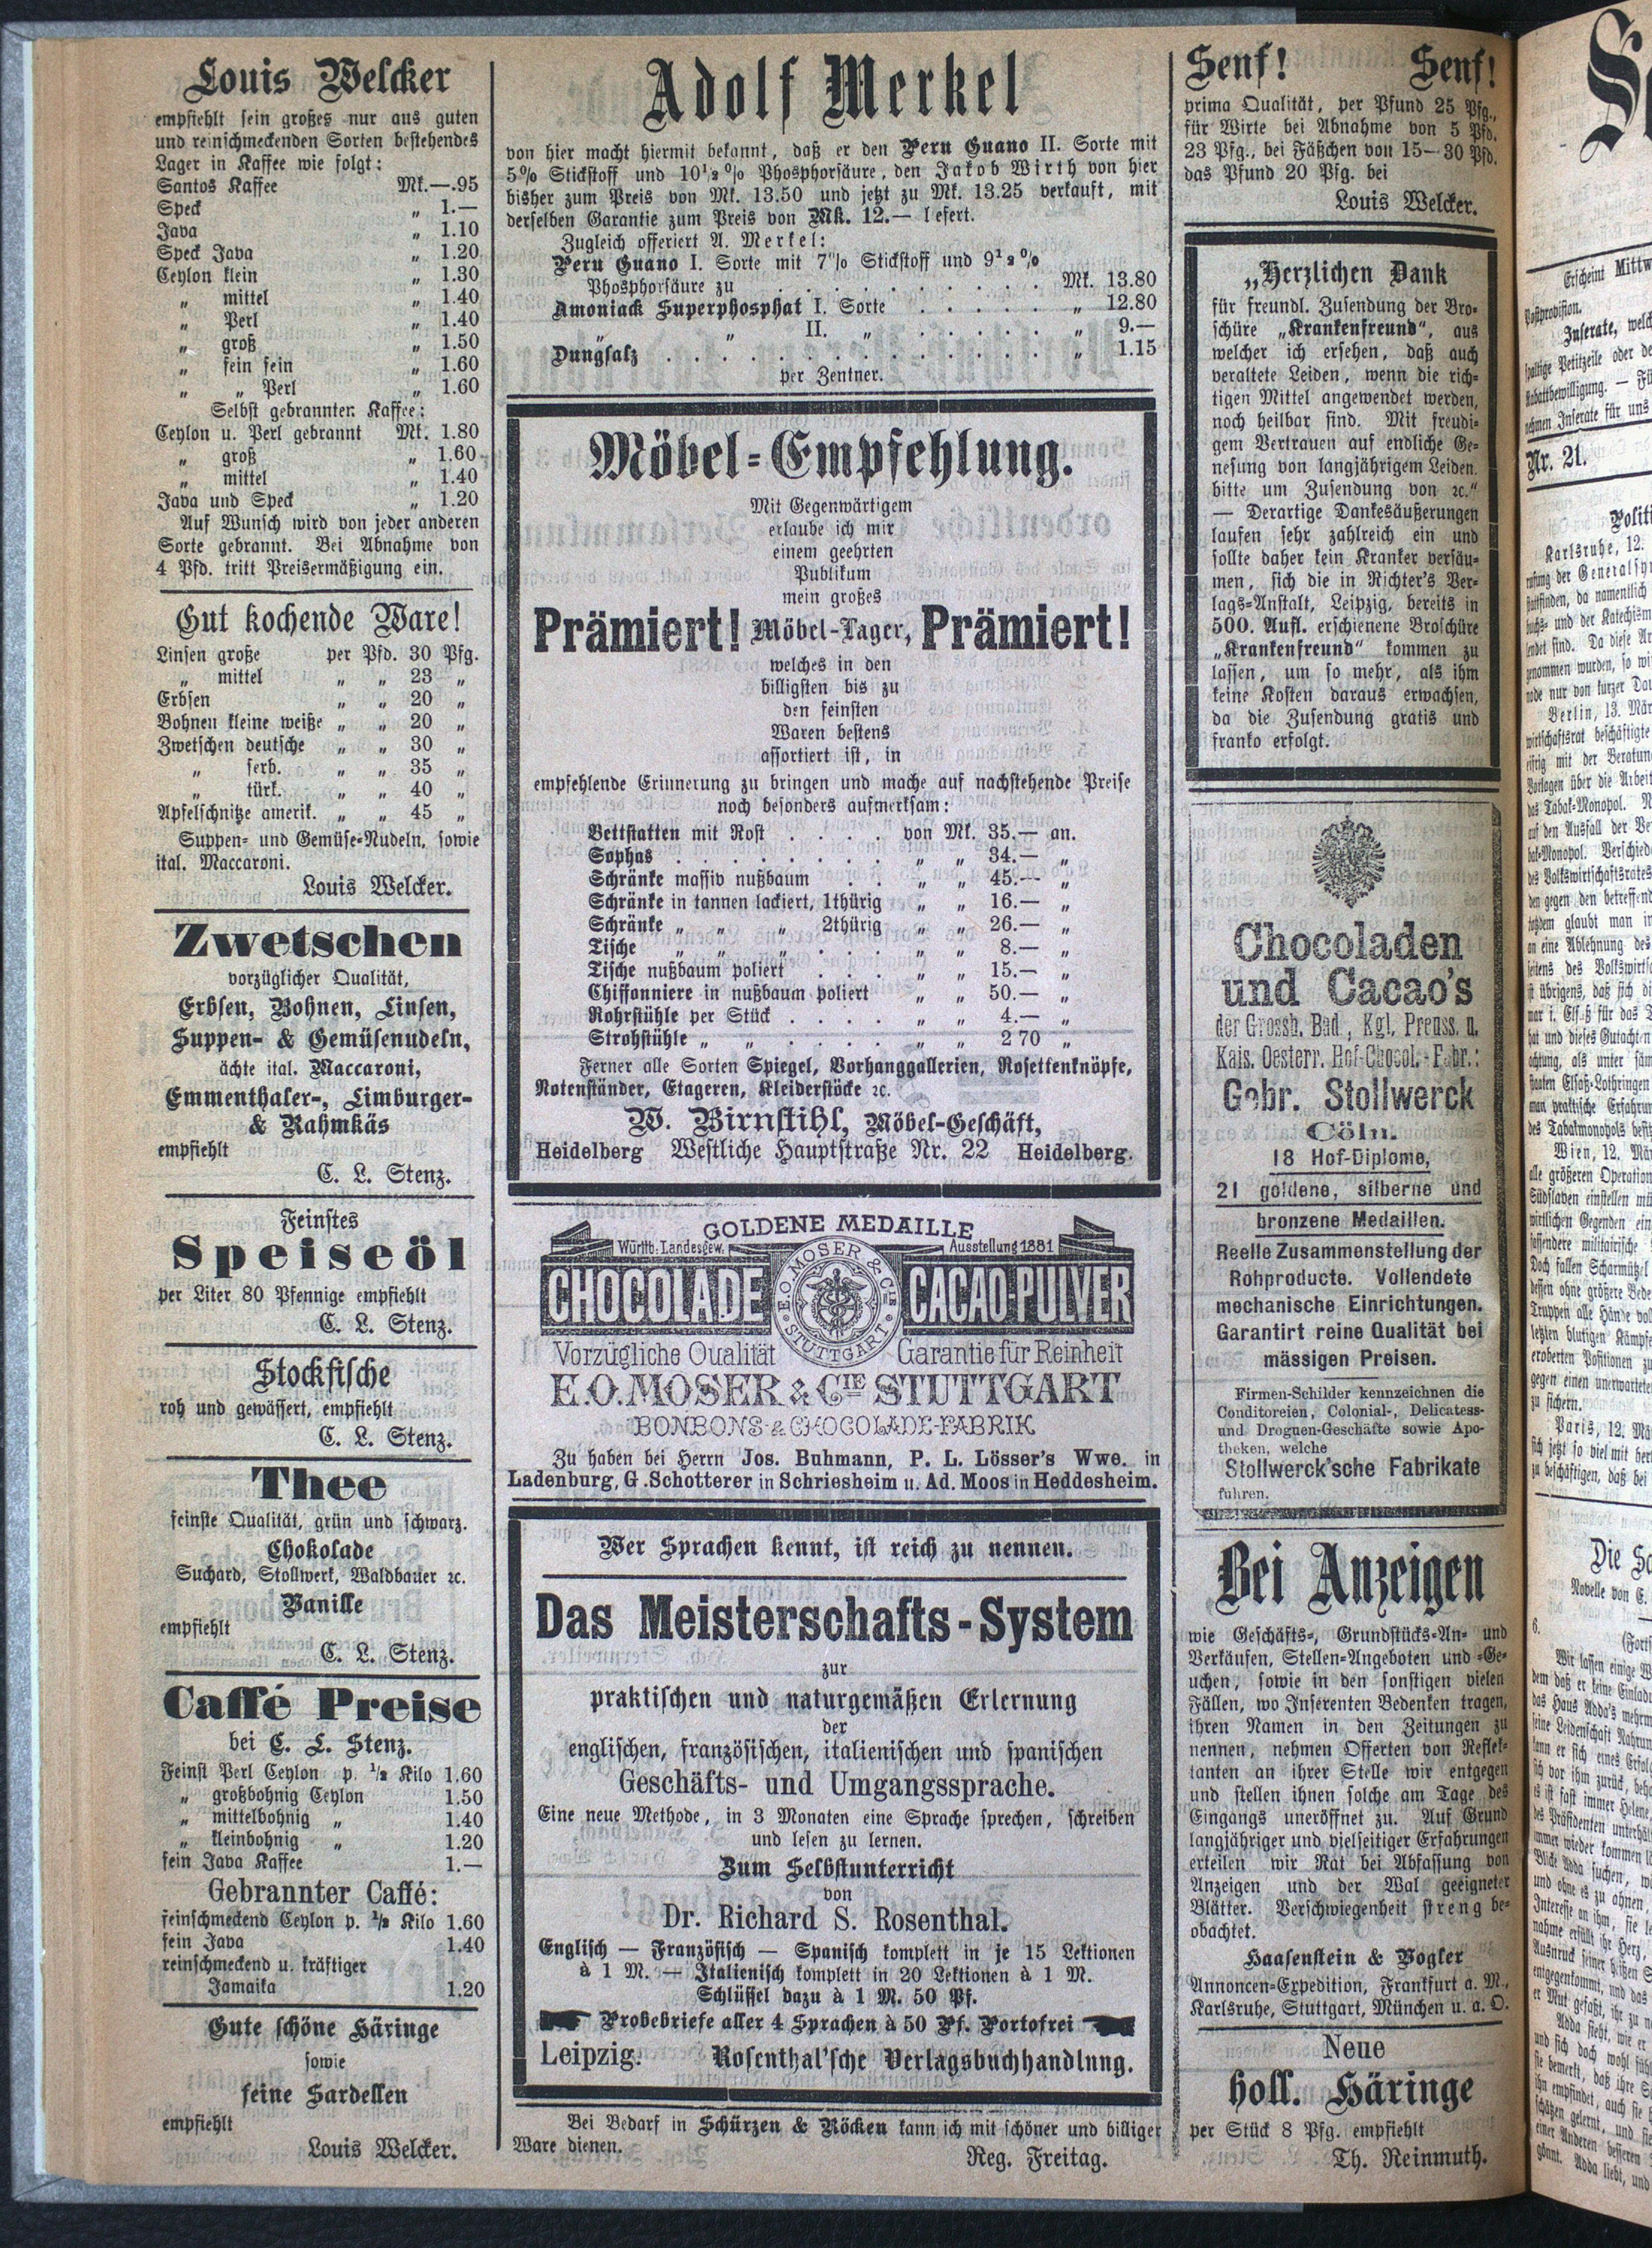 Louis Welcker
empfiehlt sein großes nur aus guten
und reinschmeckenden Sorten bestehendes
Lager in Kaffee wie folgt:
Santos Kaffee Mk.—.95
Speck „ 1.—
Java „ 1.10
Speck Java „ 1.20
Ceylon klein „ 1.30
„ mittel „ 1.40
„ Perl „ 1.40
„ groß „ 1.50
„ fein fein „ 1.60
„ „ Perl „ 1.60
Selbst gebrannter Kaffee:
Ceylon u. Perl gebrannt Mk. 1.80
„ groß „ 1.60
„ mittel „ 1.40
Java und Speck „ 1.20
Auf Wunsch wird von jeder anderen
Sorte gebrannt. Bei Abnahme von
4 Pfd. tritt Preisermäßigung ein.
Gut kochende Ware!
Linsen große per Pfd. 30 Pfg.
„ mittel „ „ 23 „
Erbsen „ „ 20 „
Bohnen kleine weiße „ „ 20 „
Zwetschen deutsche „ „ 30 „
„ serb. „ „ 35 „
„ türk. „ „ 40 „
Apfelschnitze amerik. „ „ 45 „
Suppen- und Gemüse-Nudeln, sowie
ital. Maccaroni.
Louis Welcker.
Zwetschen
vorzüglicher Qualität,
Erbsen, Bohnen, Linsen,
Suppen- & Gemüsenudeln,
ächte ital. Maccaroni,
Emmenthaler-, Limburger-
& Rahmkäs
empfiehlt
C. L. Stenz.
Feinstes
Speiseöl
per Liter 80 Pfennige empfiehlt
C. L. Stenz.
Stockfische
roh und gewässert, empfiehlt
C. L. Stenz.
Thee
feinste Qualität, grün und schwarz.
Chokolade
Suchard, Stollwerk, Waldbauer ꝛc.
Vanille
empfiehlt
C. L. Stenz.
Caffé Preise
bei C. L. Stenz.
Feinst Perl Ceylon p. ½ Kilo 1.60
„ großbohnig Ceylon 1.50
„ mittelbohnig „ 1.40
„ kleinbohnig „ 1.20
fein Java Kaffee 1.—
Gebrannter Caffé:
feinschmeckend Ceylon p. ½ Kilo 1.60
fein Java 1.40
reinschmeckend u. kräftiger
Jamaika 1.20
Gute schöne Häringe
sowie
feine Sardellen
empfiehlt
Louis Welcker.
Adolf Merkel
von hier macht hiermit bekannt, daß er den Peru Guano II. Sorte mit
5% Stickstoff und 10½% Phosphorsäure, den Jakob Wirth von hier
bisher zum Preis von Mk. 13.50 und jetzt zu Mk. 13.25 verkauft, mit
derselben Garantie zum Preis von Mk. 12.— liefert.
Zugleich offeriert A. Merkel:
Peru Guano I. Sorte mit 7% Stickstoff und 9½%
Phosphorsäure zu . . . . . . . . . . . Mk. 13.80
Amoniack Superphosphat I. Sorte . . . . . „ 12.80
„ „ II. „ . . . . . „ 9.—
Dungsalz . . . . . . . . . . . . . . . . „ 1.15
per Zentner.
Möbel-Empfehlung.
Mit Gegenwärtigem
erlaube ich mir
einem geehrten
Publikum
mein großes
Prämiert! Möbel-Lager, Prämiert!
welches in den
billigsten bis zu
den feinsten
Waren bestens
assortiert ist, in
empfehlende Erinnerung zu bringen und mache auf nachstehende Preise
noch besonders aufmerksam:
Bettstatten mit Rost . . . . . von Mk. 35.— an.
Sophas . . . . . . . . . „ „ 34.— „
Schränke massiv nußbaum . . „ „ 45.— „
Schränke in tannen lackiert, 1thürig „ „ 16.— „
Schränke „ „ „ 2thürig „ „ 26.— „
Tische „ „ „ . . „ „ 8.— „
Tische nußbaum poliert . . . „ „ 15.— „
Chiffonniere in nußbaum poliert „ „ 50.— „
Rohrstühle per Stück . . . . „ „ 4.— „
Strohstühle „ „ . . . . . „ „ 2 70 „
Ferner alle Sorten Spiegel, Vorhanggallerien, Rosettenknöpfe,
Notenständer, Etageren, Kleiderstöcke ꝛc.
W. Birnstihl, Möbel-Geschäft,
Heidelberg Westliche Hauptstraße Nr. 22 Heidelberg.
GOLDENE MEDAILLE
Württb. Landesgew. Ausstellung 1881
CHOCOLADE E.O. MOSER & CIE STUTTGART CACAO-PULVER
Vorzügliche Qualität Garantie für Reinheit
E.O. MOSER & CIE STUTTGART
BONBONS- & CHOCOLADE-FABRIK
Zu haben bei Herrn Jos. Buhmann, P. L. Lösser's Wwe. in
Ladenburg, G. Schotterer in Schriesheim u. Ad. Moos in Heddesheim.
Wer Sprachen kennt, ist reich zu nennen.
Das Meisterschafts-System
zur
praktischen und naturgemäßen Erlernung
der
englischen, französischen, italienischen und spanischen
Geschäfts- und Umgangssprache.
Eine neue Methode, in 3 Monaten eine Sprache sprechen, schreiben
und lesen zu lernen.
Zum Selbstunterricht
von
Dr. Richard S. Rosenthal.
Englisch — Französisch — Spanisch komplett in je 15 Lektionen
à 1 M. — Italienisch komplett in 20 Lektionen à 1 M.
Schlüssel dazu à 1 M. 50 Pf.
Probebriefe aller 4 Sprachen à 50 Pf. Portofrei
Leipzig. Rosenthal'sche Verlagsbuchhandlung.
Bei Bedarf in Schürzen & Röcken kann ich mit schöner und billiger
Ware dienen.
Reg. Freitag.
Senf! Senf!
prima Qualität, per Pfund 25 Pfg.,
für Wirte bei Abnahme von 5 Pfd.
23 Pfg., bei Fäßchen von 15—30 Pfd.
das Pfund 20 Pfg. bei
Louis Welcker.
„Herzlichen Dank
für freundl. Zusendung der Bro-
schüre „Krankenfreund“, aus
welcher ich ersehen, daß auch
veraltete Leiden, wenn die rich-
tigen Mittel angewendet werden,
noch heilbar sind. Mit freudi-
gem Vertrauen auf endliche Ge-
nesung von langjährigem Leiden.
bitte um Zusendung von ꝛc.“
— Derartige Dankesäußerungen
laufen sehr zahlreich ein und
sollte daher kein Kranker versäu-
men, sich die in Richter's Ver-
lags-Anstalt, Leipzig, bereits in
500. Aufl. erschienene Broschüre
„Krankenfreund“ kommen zu
lassen, um so mehr, als ihm
keine Kosten daraus erwachsen,
da die Zusendung gratis und
franko erfolgt.
Chocoladen
und Cacao's
der Grossh. Bad., Kgl. Preuss. u.
Kais. Oesterr. Hof-Chocol.-Fabr.:
Gebr. Stollwerck
Cöln.
18 Hof-Diplome,
21 goldene, silberne und
bronzene Medaillen.
Reelle Zusammenstellung der
Rohproducte. Vollendete
mechanische Einrichtungen.
Garantirt reine Qualität bei
mässigen Preisen.
Firmen-Schilder kennzeichnen die
Conditoreien, Colonial-, Delicatess-
und Droguen-Geschäfte sowie Apo-
theken, welche
Stollwerck'sche Fabrikate
führen.
Bei Anzeigen
wie Geschäfts-, Grundstücks-An- und
Verkäufen, Stellen-Angeboten und -Ge-
suchen, sowie in den sonstigen vielen
Fällen, wo Inserenten Bedenken tragen,
ihren Namen in den Zeitungen zu
nennen, nehmen Offerten von Reflek-
tanten an ihrer Stelle wir entgegen
und stellen ihnen solche am Tage des
Eingangs uneröffnet zu. Auf Grund
langjähriger und vielseitiger Erfahrungen
erteilen wir Rat bei Abfassung von
Anzeigen und der Wal geeigneter
Blätter. Verschwiegenheit streng be-
obachtet.
Haasenstein & Vogler
Annoncen-Expedition, Frankfurt a. M.,
Karlsruhe, Stuttgart, München u. a. O.
Neue
holl. Häringe
per Stück 8 Pfg. empfiehlt
Th. Reinmuth.
Erscheint Mittw
Postprovision.
Inserate, welch
Nr. 21.
Politi
Karlsruhe, 12.
Berlin, 13. Mär
Wien, 12. Mä
Paris, 12. Mä
Die Sc
Novelle von E.
6. (Forts